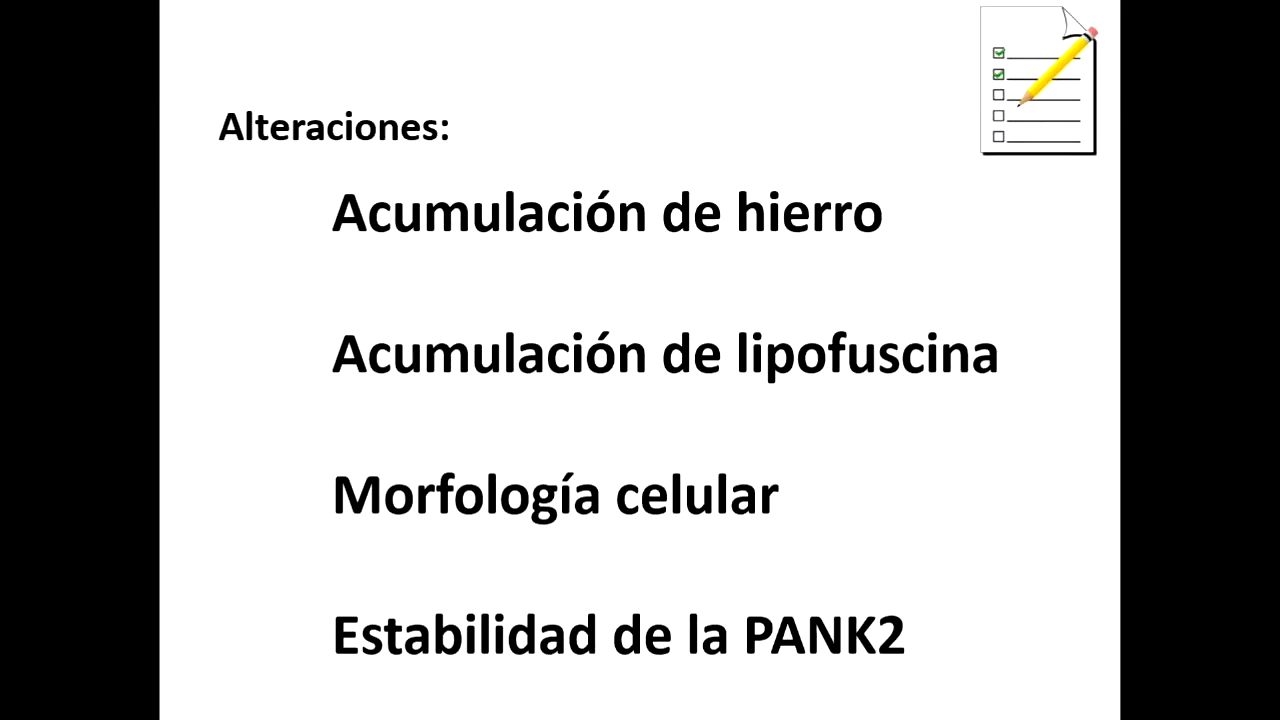 Alteraciones:
Acumulación de hierro
Acumulación de lipofuscina
Morfología celular
Estabilidad de la PANK2